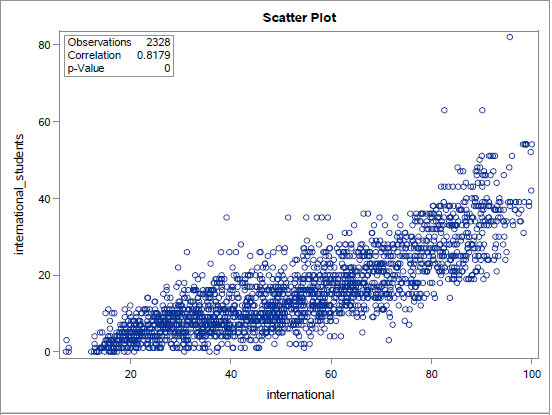 Scatter Plot
Observations 2328
Correlation 0.8179
p-Value 0
80
60
40
20
0
international_students
20 40 60 80 100
international